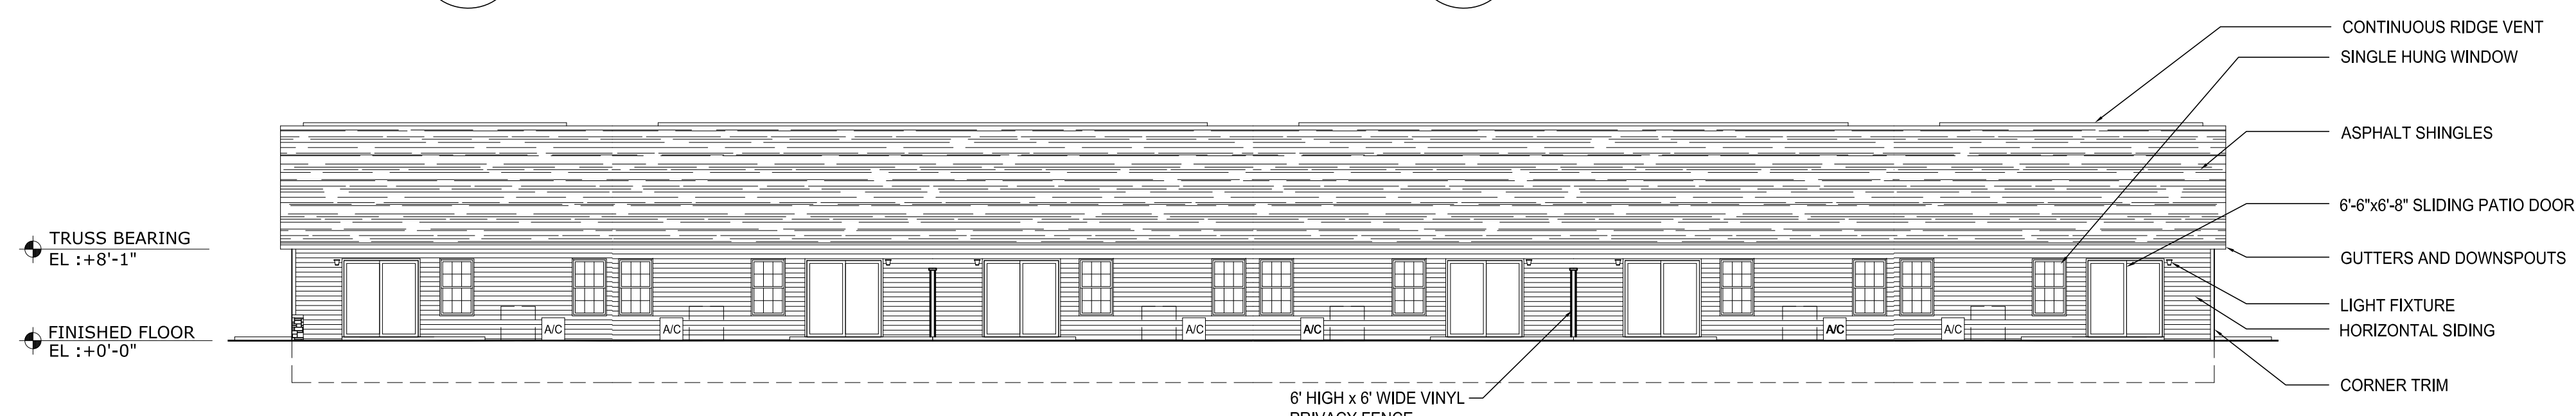 CONTINUOUS RIDGE VENT
SINGLE HUNG WINDOW
ASPHALT SHINGLES
6'-6"x6'-8" SLIDING PATIO DOOR
TRUSS BEARING
EL :+8'-1"
GUTTERS AND DOWNSPOUTS
LIGHT FIXTURE
FINISHED FLOOR
EL :+0'-0"
A/C
A/C
A/C
A/C
A/C
A/C
HORIZONTAL SIDING
CORNER TRIM
6' HIGH x 6' WIDE VINYL
PRIVACY FENCE